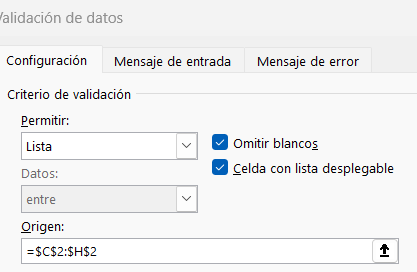 Validación de datos
Configuración
Mensaje de entrada
Mensaje de error
Criterio de validación
Permitir:
Lista
Omitir blancos
Celda con lista desplegable
Datos:
entre
Origen:
=$C$2:$H$2